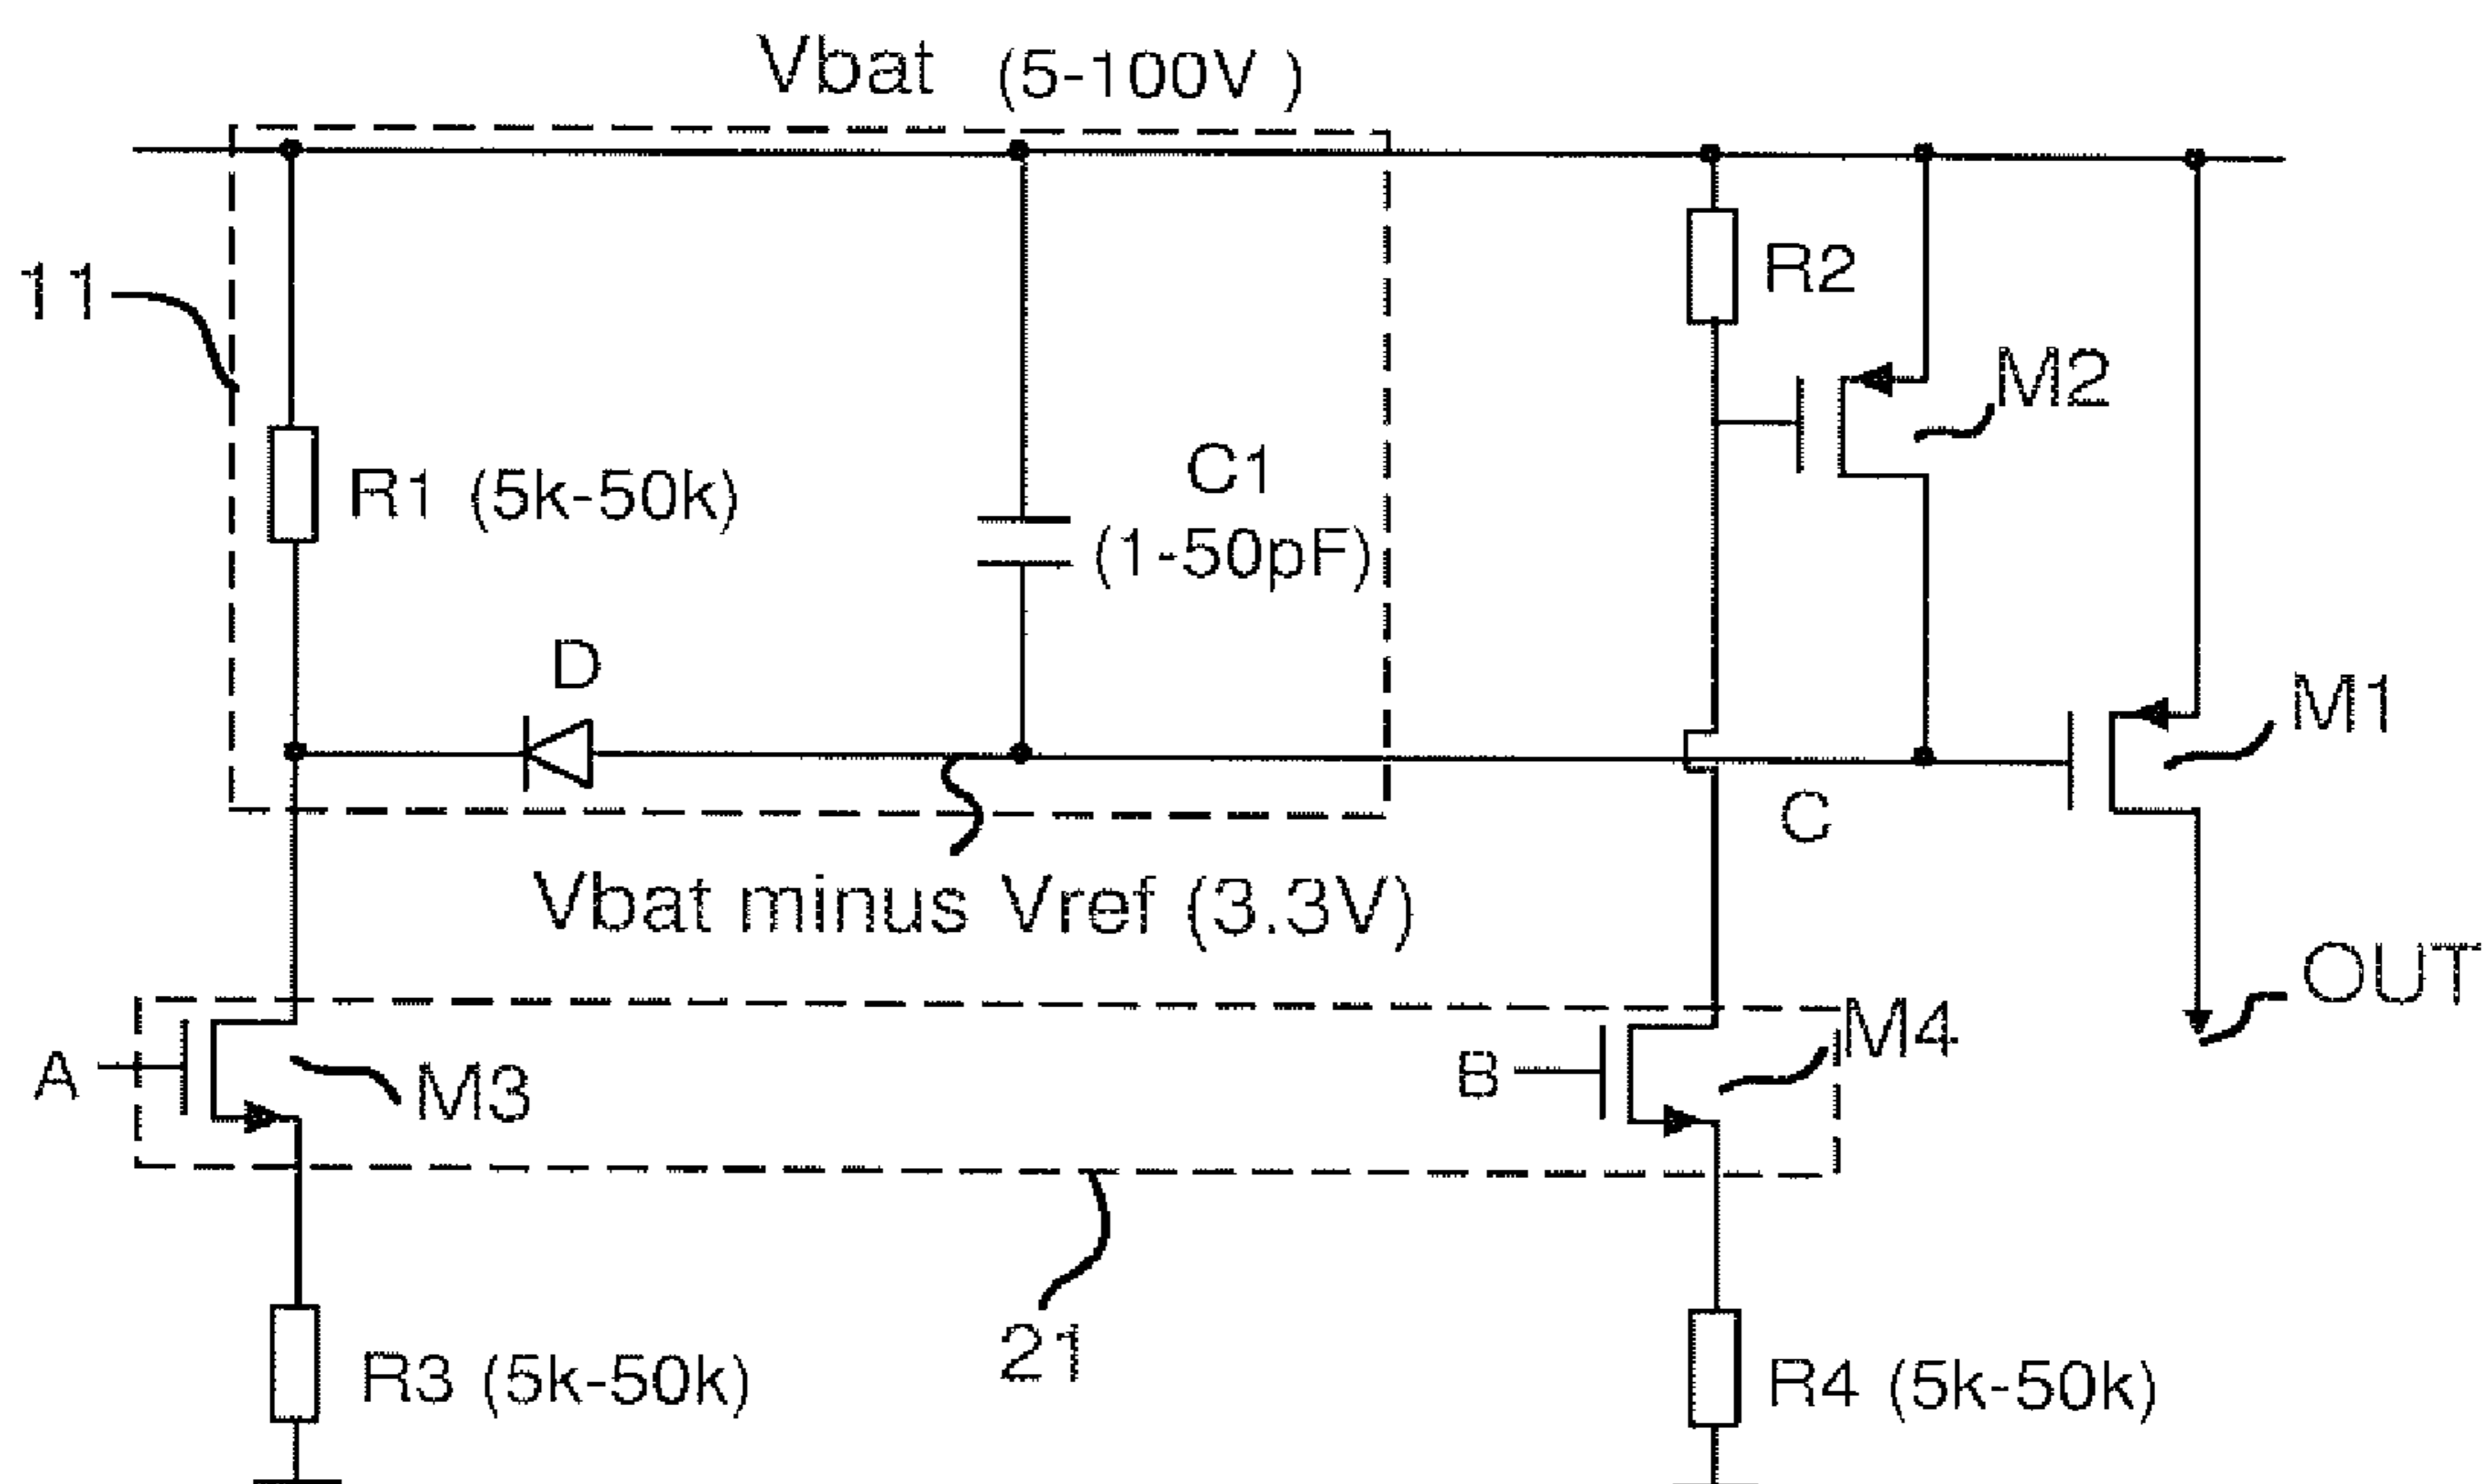 Vbat (5-100V )
11
R2
M2
R1 (5k-50k)
C1
(1-50pF)
D
M1
C
Vbat minus Vref (3.3V)
OUT
A
M3
B
M4
21
R3 (5k-50k)
R4 (5k-50k)